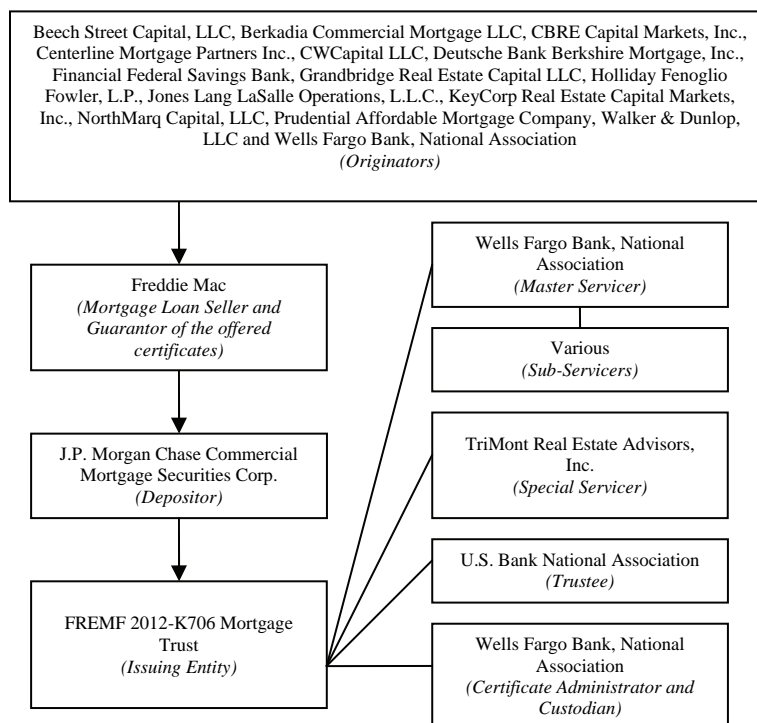 Beech Street Capital, LLC, Berkadia Commercial Mortgage LLC, CBRE Capital Markets, Inc.,
Centerline Mortgage Partners Inc., CWCapital LLC, Deutsche Bank Berkshire Mortgage, Inc.,
Financial Federal Savings Bank, Grandbridge Real Estate Capital LLC, Holliday Fenoglio
Fowler, L.P., Jones Lang LaSalle Operations, L.L.C., KeyCorp Real Estate Capital Markets,
Inc., NorthMarq Capital, LLC, Prudential Affordable Mortgage Company, Walker & Dunlop,
LLC and Wells Fargo Bank, National Association
(Originators)
Freddie Mac
(Mortgage Loan Seller and
Guarantor of the offered
certificates)
J.P. Morgan Chase Commercial
Mortgage Securities Corp.
(Depositor)
FREMF 2012-K706 Mortgage
Trust
(Issuing Entity)
Wells Fargo Bank, National
Association
(Master Servicer)
Various
(Sub-Servicers)
TriMont Real Estate Advisors,
Inc.
(Special Servicer)
U.S. Bank National Association
(Trustee)
Wells Fargo Bank, National
Association
(Certificate Administrator and
Custodian)